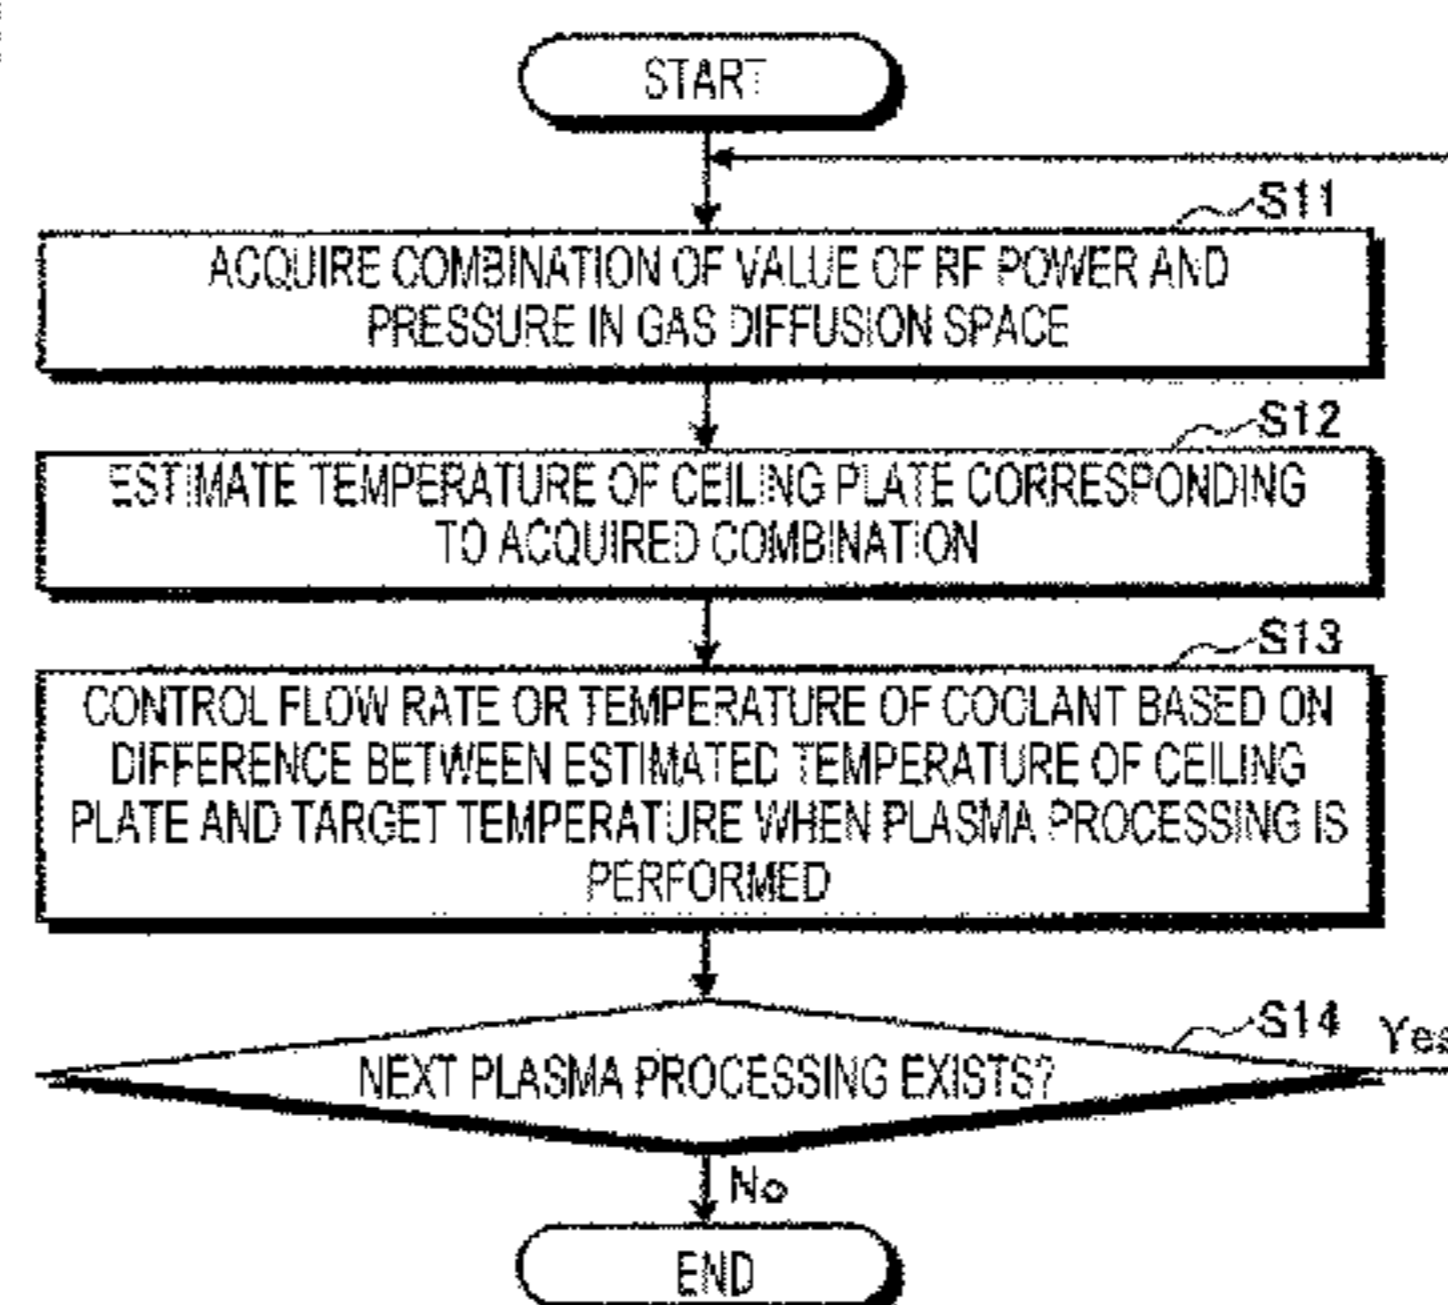 START
S11
ACQUIRE COMBINATION OF VALUE OF RF POWER AND
PRESSURE IN GAS DIFFUSION SPACE
S12
ESTIMATE TEMPERATURE OF CEILING PLATE CORRESPONDING
TO ACQUIRED COMBINATION
S13
CONTROL FLOW RATE OR TEMPERATURE OF COOLANT BASED ON
DIFFERENCE BETWEEN ESTIMATED TEMPERATURE OF CEILING
PLATE AND TARGET TEMPERATURE WHEN PLASMA PROCESSING IS
PERFORMED
S14
Yes
NEXT PLASMA PROCESSING EXISTS?
No
END